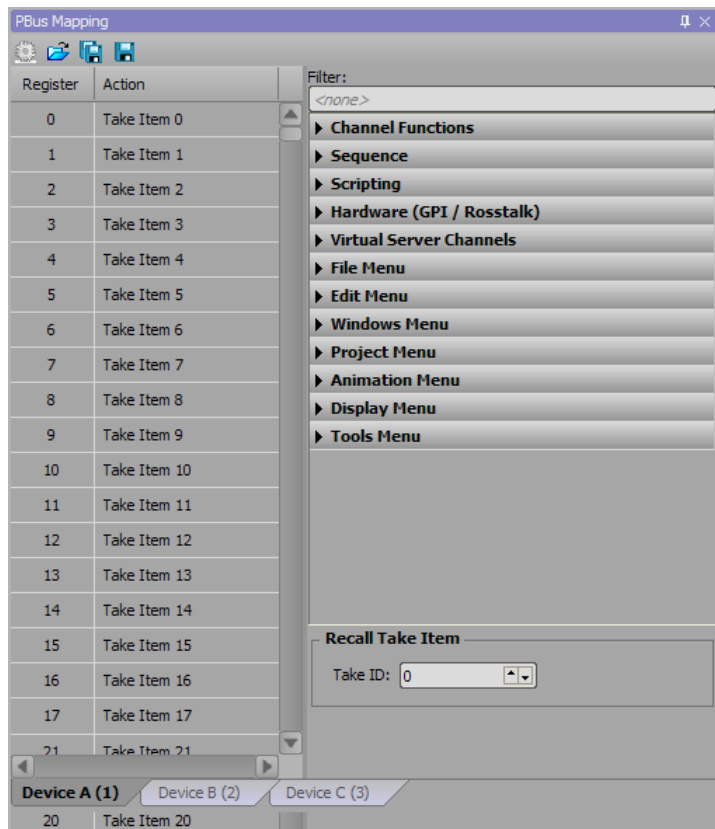 PBus Mapping
Register Action
0 Take Item 0
1 Take Item 1
2 Take Item 2
3 Take Item 3
4 Take Item 4
5 Take Item 5
6 Take Item 6
7 Take Item 7
8 Take Item 8
9 Take Item 9
10 Take Item 10
11 Take Item 11
12 Take Item 12
13 Take Item 13
14 Take Item 14
15 Take Item 15
16 Take Item 16
17 Take Item 17
21 Take Item 21
Filter:
<none>
Channel Functions
Sequence
Scripting
Hardware (GPI / Rosstalk)
Virtual Server Channels
File Menu
Edit Menu
Windows Menu
Project Menu
Animation Menu
Display Menu
Tools Menu
Recall Take Item
Take ID: 0
Device A (1) Device B (2) Device C (3)
20 Take Item 20